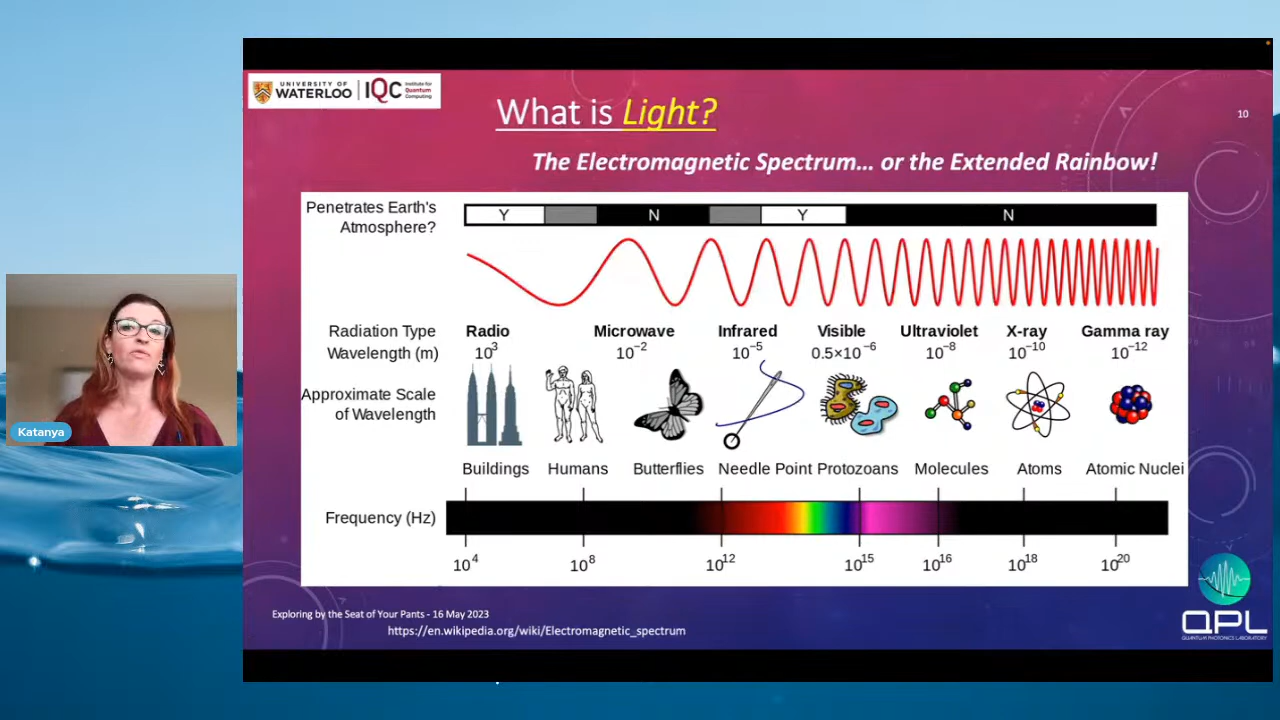 UNIVERSITY OF
WATERLOO
IQC
Institute for
Quantum
Computing
What is Light?
10
The Electromagnetic Spectrum... or the Extended Rainbow!
Penetrates Earth's
Atmosphere?
Y N Y N
Radiation Type
Radio Microwave Infrared Visible Ultraviolet X-ray Gamma ray
Wavelength (m)
10³ 10⁻² 10⁻⁵ 0.5×10⁻⁶ 10⁻⁸ 10⁻¹⁰ 10⁻¹²
Approximate Scale
of Wavelength
Buildings Humans Butterflies Needle Point Protozoans Molecules Atoms Atomic Nuclei
Frequency (Hz)
10⁴ 10⁸ 10¹² 10¹⁵ 10¹⁶ 10¹⁸ 10²⁰
Katanya
Exploring by the Seat of Your Pants - 16 May 2023
https://en.wikipedia.org/wiki/Electromagnetic_spectrum
QPL
QUANTUM PHOTONICS LABORATORY